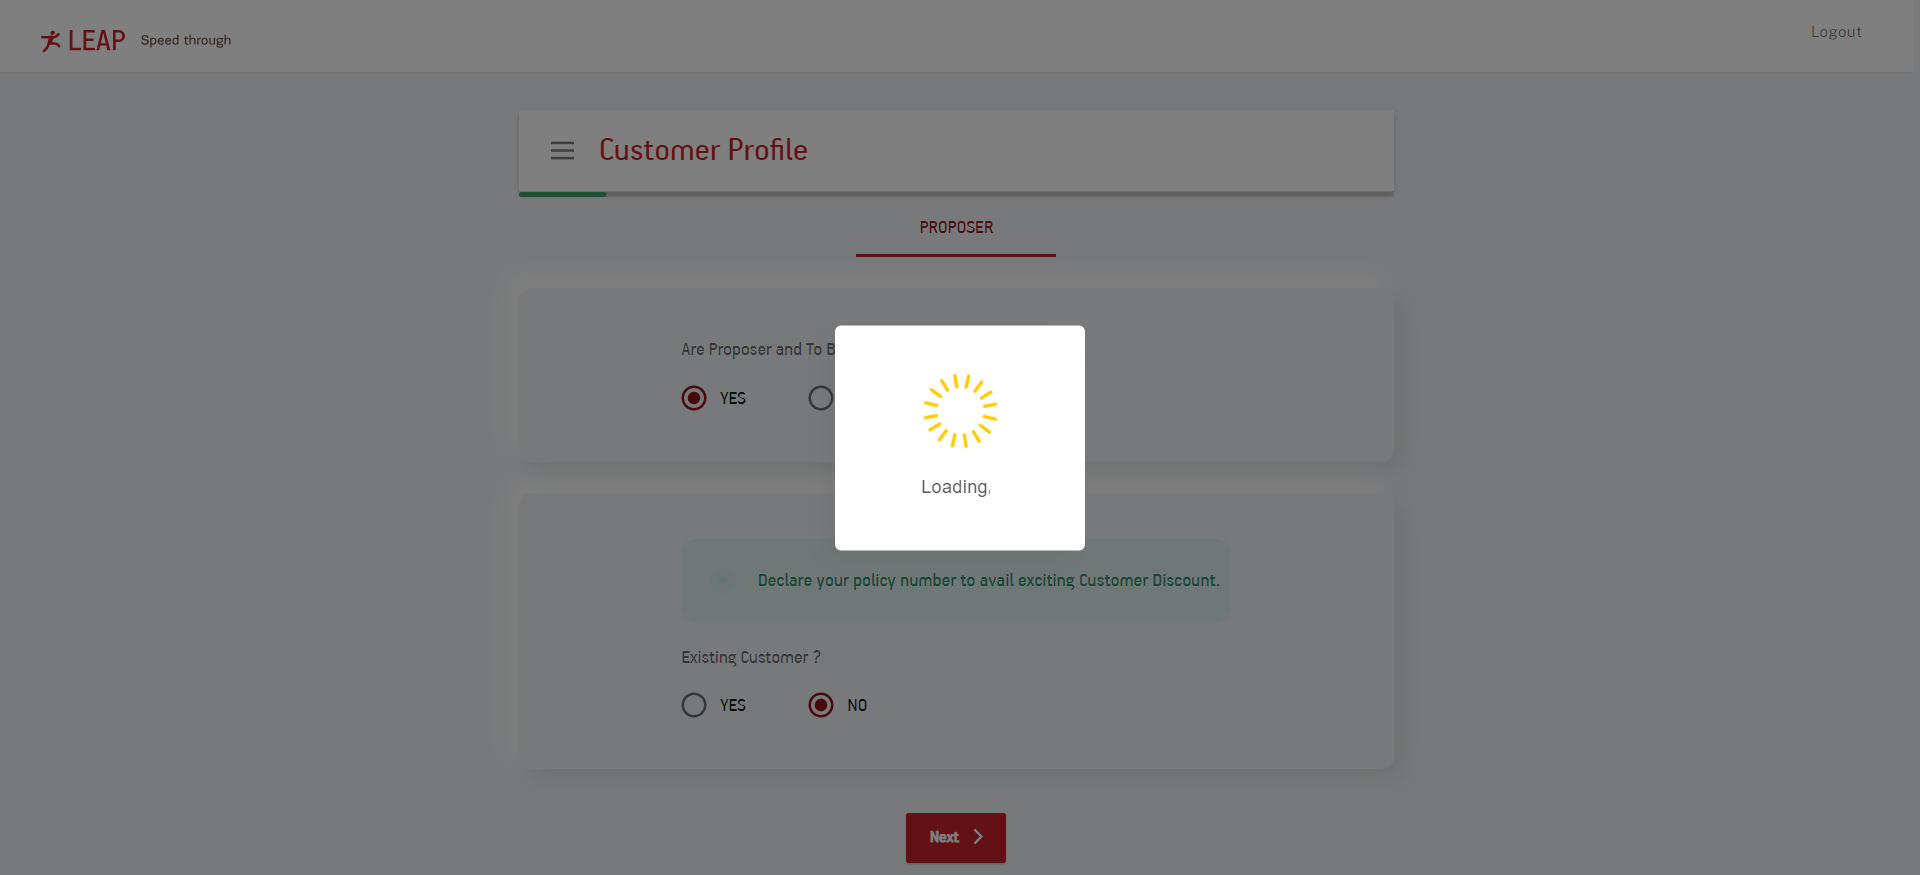 LEAP Speed through
Logout
Customer Profile
PROPOSER
Are Proposer and To B
YES
Loading.
Declare your policy number to avail exciting Customer Discount.
Existing Customer ?
YES NO
Next